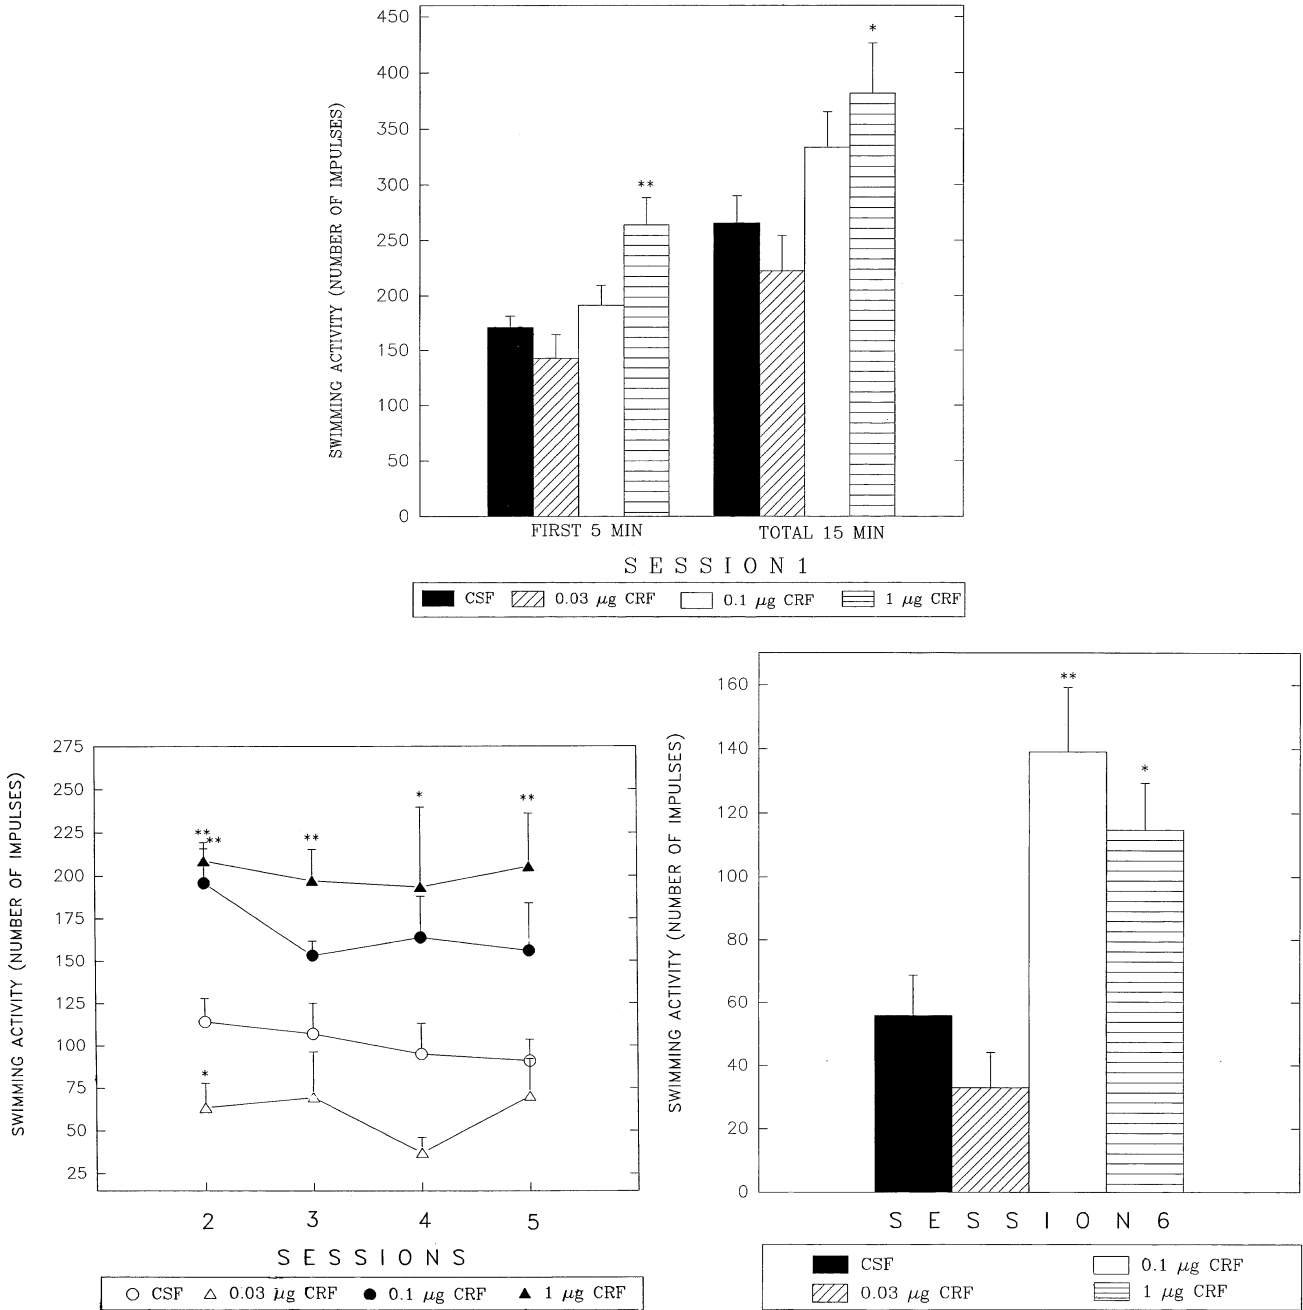 SWIMMING ACTIVITY (NUMBER OF IMPULSES)
450
400
350
300
250
200
150
100
50
0
**
*
FIRST 5 MIN
TOTAL 15 MIN
SESSION1
CSF
0.03 μg CRF
0.1 μg CRF
1 μg CRF
SWIMMING ACTIVITY (NUMBER OF IMPULSES)
275
250
225
200
175
150
125
100
75
50
25
**
**
**
*
**
*
2 3 4 5
SESSIONS
CSF
0.03 μg CRF
0.1 μg CRF
1 μg CRF
SWIMMING ACTIVITY (NUMBER OF IMPULSES)
160
140
120
100
80
60
40
20
0
**
*
SESSION6
CSF
0.1 μg CRF
0.03 μg CRF
1 μg CRF